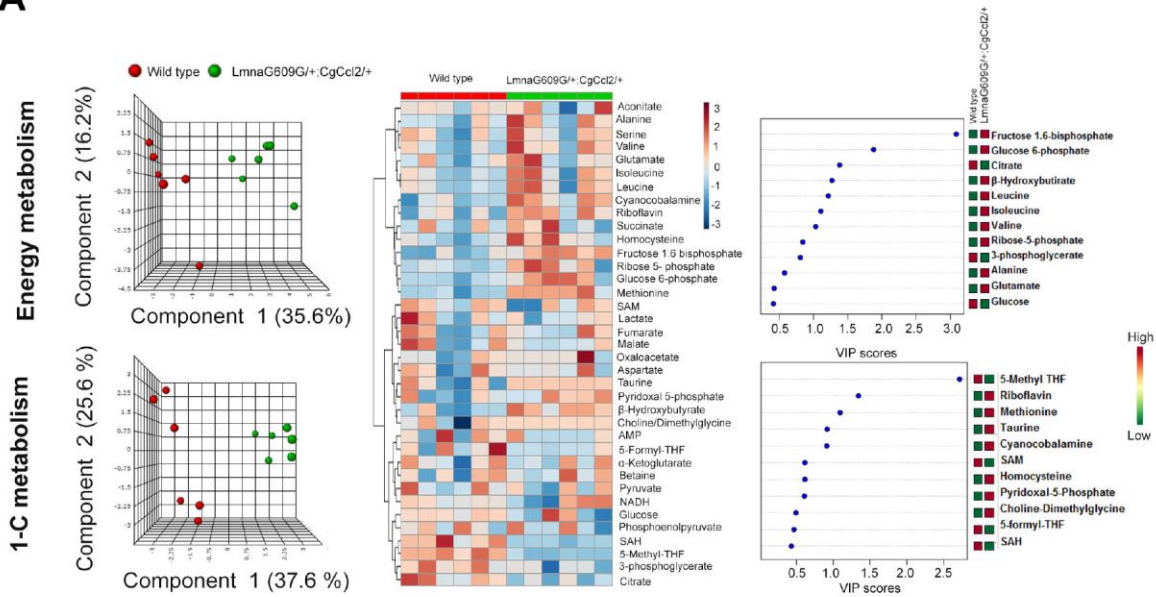 A
Wild type LmnaG609G/+;CgCcl2/+
Energy metabolism
Component 2 (16.2%)
Component 1 (35.6%)
1-C metabolism
Component 2 (25.6 %)
Component 1 (37.6 %)
Wild type LmnaG609G/+;CgCcl2/+
Aconitate
Alanine
Serine
Valine
Glutamate
Isoleucine
Leucine
Cyanocobalamine
Riboflavin
Succinate
Homocysteine
Fructose 1.6 bisphosphate
Ribose 5- phosphate
Glucose 6-phosphate
Methionine
SAM
Lactate
Fumarate
Malate
Oxaloacetate
Aspartate
Taurine
Pyridoxal 5-phosphate
β-Hydroxybutyrate
Choline/Dimethylglycine
AMP
5-Formyl-THF
α-Ketoglutarate
Betaine
Pyruvate
NADH
Glucose
Phosphoenolpyruvate
SAH
5-Methyl-THF
3-phosphoglycerate
Citrate
3
2
1
0
-1
-2
-3
Wild type
LmnaG609G/+;CgCcl2/+
Fructose 1.6-bisphosphate
Glucose 6-phosphate
Citrate
β-Hydroxybutirate
Leucine
Isoleucine
Valine
Ribose-5-phosphate
3-phosphoglycerate
Alanine
Glutamate
Glucose
0.5 1.0 1.5 2.0 2.5 3.0
VIP scores
5-Methyl THF
Riboflavin
Methionine
Taurine
Cyanocobalamine
SAM
Homocysteine
Pyridoxal-5-Phosphate
Choline-Dimethylglycine
5-formyl-THF
SAH
0.5 1.0 1.5 2.0 2.5
VIP scores
High
Low